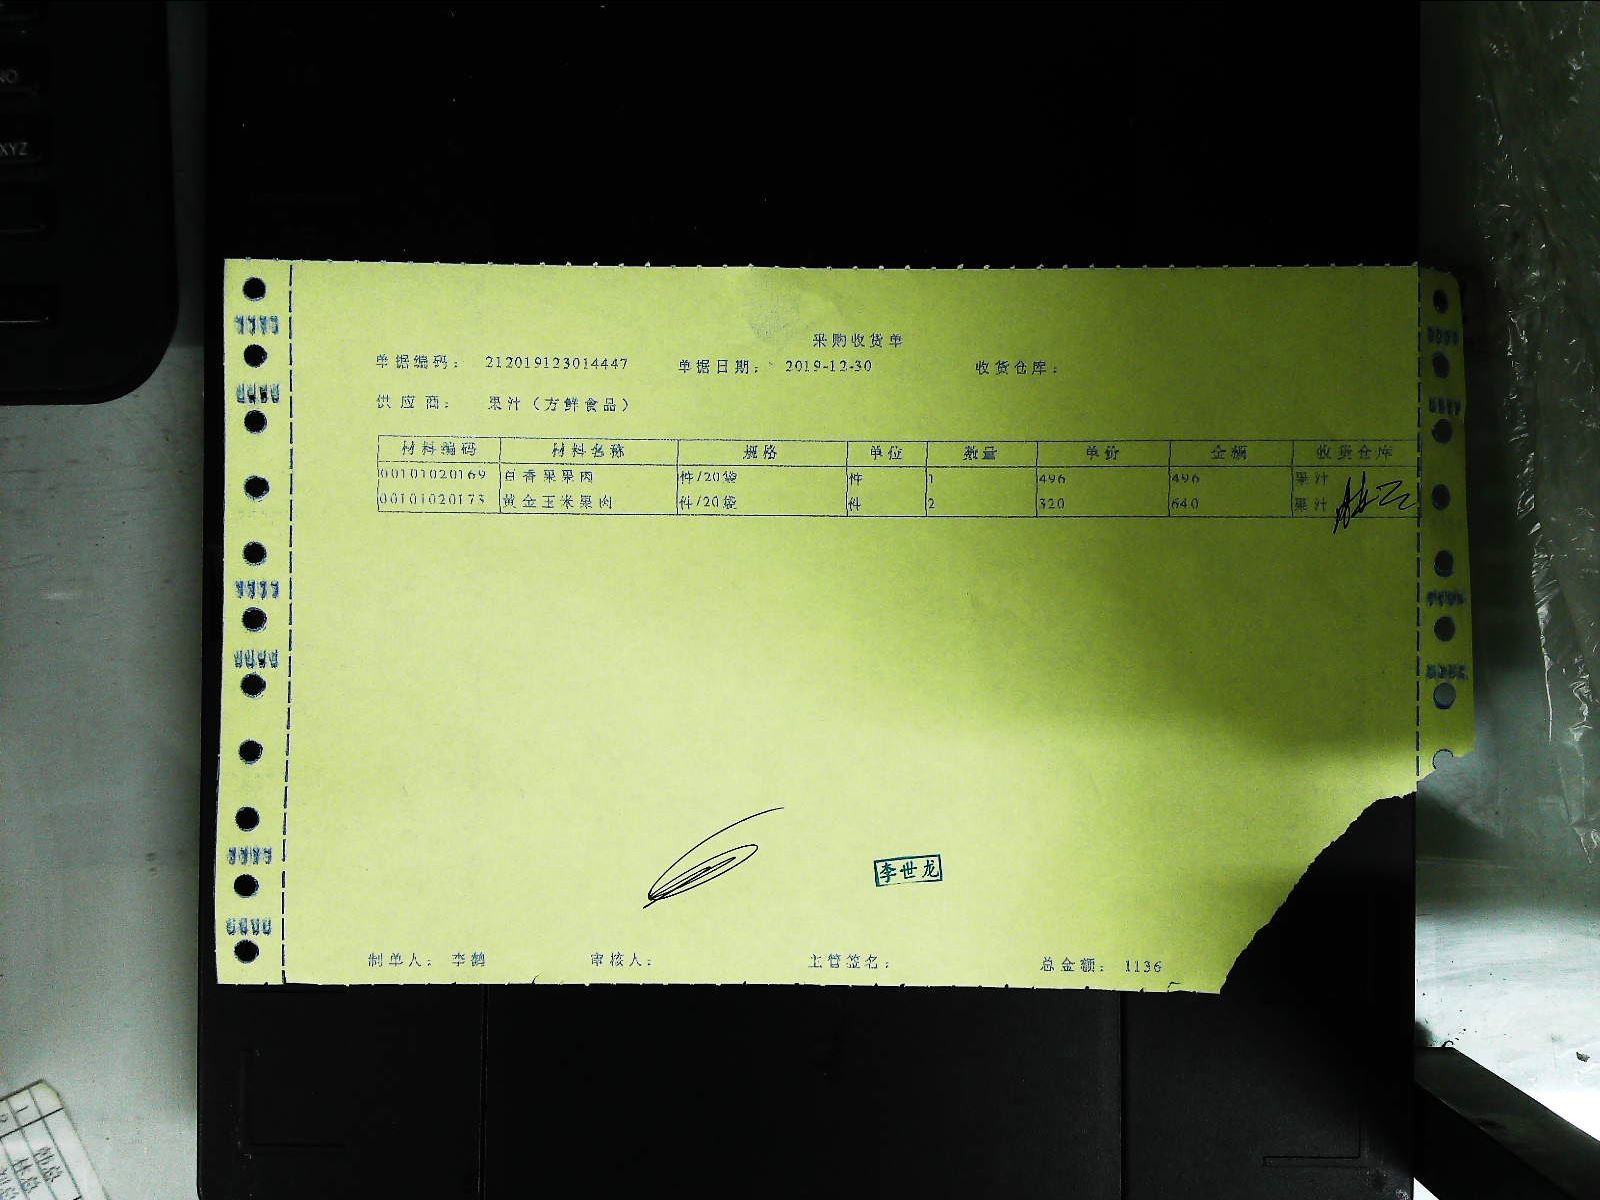 NO
XYZ
采购收货单
单据编码： 212019123014447 单据日期： 2019-12-30 收货仓库：
供应商： 果汁（方鲜食品）
材料编码 材料名称 规格 单位 数量 单价 金额 收货仓库
00101020169 百香果果肉 件/20袋 件 1 496 496 果汁
00101020173 黄金玉米果肉 件/20袋 件 2 320 640 果汁
李世龙
制单人： 李鹤 审核人： 主管签名： 总金额： 1136